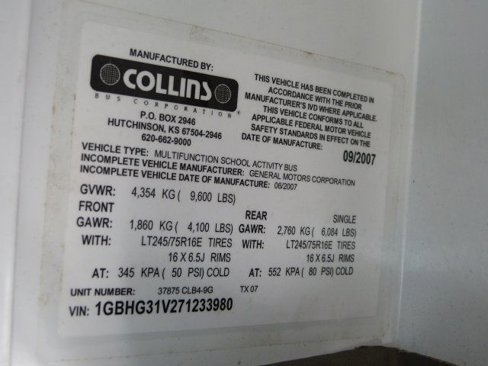 MANUFACTURED BY:
COLLINS
BUS CORPORATION
P.O. BOX 2946
HUTCHINSON, KS 67504-2946
620-662-9000
THIS VEHICLE HAS BEEN COMPLETED IN
ACCORDANCE WITH THE PRIOR
MANUFACTURER'S IVD WHERE APPLICABLE.
THIS VEHICLE CONFORMS TO ALL
APPLICABLE FEDERAL MOTOR VEHICLE
SAFETY STANDARDS IN EFFECT ON THE
DATE OF MANUFACTURE:
09/2007
VEHICLE TYPE: MULTIFUNCTION SCHOOL ACTIVITY BUS
INCOMPLETE VEHICLE MANUFACTURER: GENERAL MOTORS CORPORATION
INCOMPLETE VEHICLE DATE OF MANUFACTURE: 06/2007
GVWR: 4,354 KG ( 9,600 LBS)
FRONT
GAWR: 1,860 KG ( 4,100 LBS)
WITH: LT245/75R16E TIRES
16 X 6.5J RIMS
AT: 345 KPA ( 50 PSI) COLD
REAR SINGLE
GAWR: 2,760 KG ( 6,084 LBS)
WITH: LT245/75R16E TIRES
16 X 6.5J RIMS
AT: 552 KPA ( 80 PSI) COLD
UNIT NUMBER: 37875 CLB4-9G TX 07
VIN: 1GBHG31V271233980